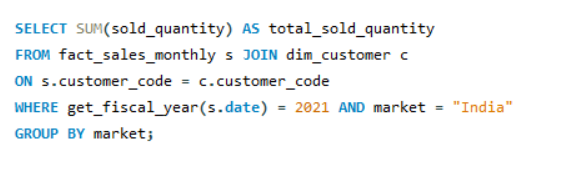 SELECT SUM(sold_quantity) AS total_sold_quantity
FROM fact_sales_monthly s JOIN dim_customer c
ON s.customer_code = c.customer_code
WHERE get_fiscal_year(s.date) = 2021 AND market = "India"
GROUP BY market;